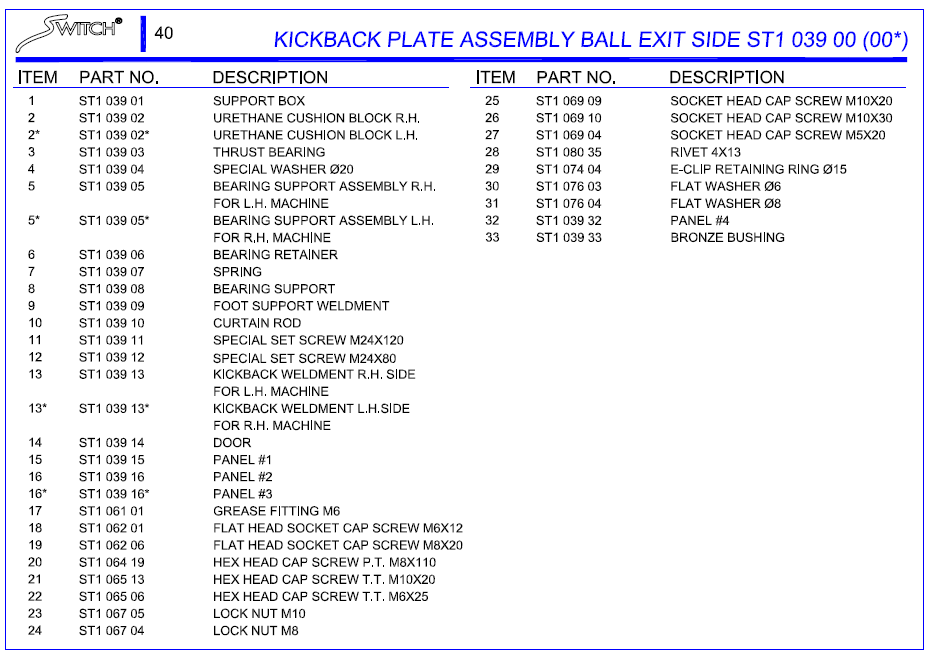 SWITCH®
40
KICKBACK PLATE ASSEMBLY BALL EXIT SIDE ST1 039 00 (00*)
ITEM PART NO. DESCRIPTION
1 ST1 039 01 SUPPORT BOX
2 ST1 039 02 URETHANE CUSHION BLOCK R.H.
2* ST1 039 02* URETHANE CUSHION BLOCK L.H.
3 ST1 039 03 THRUST BEARING
4 ST1 039 04 SPECIAL WASHER Ø20
5 ST1 039 05 BEARING SUPPORT ASSEMBLY R.H.
FOR L.H. MACHINE
5* ST1 039 05* BEARING SUPPORT ASSEMBLY L.H.
FOR R.H. MACHINE
6 ST1 039 06 BEARING RETAINER
7 ST1 039 07 SPRING
8 ST1 039 08 BEARING SUPPORT
9 ST1 039 09 FOOT SUPPORT WELDMENT
10 ST1 039 10 CURTAIN ROD
11 ST1 039 11 SPECIAL SET SCREW M24X120
12 ST1 039 12 SPECIAL SET SCREW M24X80
13 ST1 039 13 KICKBACK WELDMENT R.H. SIDE
FOR L.H. MACHINE
13* ST1 039 13* KICKBACK WELDMENT L.H.SIDE
FOR R.H. MACHINE
14 ST1 039 14 DOOR
15 ST1 039 15 PANEL #1
16 ST1 039 16 PANEL #2
16* ST1 039 16* PANEL #3
17 ST1 061 01 GREASE FITTING M6
18 ST1 062 01 FLAT HEAD SOCKET CAP SCREW M6X12
19 ST1 062 06 FLAT HEAD SOCKET CAP SCREW M8X20
20 ST1 064 19 HEX HEAD CAP SCREW P.T. M8X110
21 ST1 065 13 HEX HEAD CAP SCREW T.T. M10X20
22 ST1 065 06 HEX HEAD CAP SCREW T.T. M6X25
23 ST1 067 05 LOCK NUT M10
24 ST1 067 04 LOCK NUT M8
ITEM PART NO. DESCRIPTION
25 ST1 069 09 SOCKET HEAD CAP SCREW M10X20
26 ST1 069 10 SOCKET HEAD CAP SCREW M10X30
27 ST1 069 04 SOCKET HEAD CAP SCREW M5X20
28 ST1 080 35 RIVET 4X13
29 ST1 074 04 E-CLIP RETAINING RING Ø15
30 ST1 076 03 FLAT WASHER Ø6
31 ST1 076 04 FLAT WASHER Ø8
32 ST1 039 32 PANEL #4
33 ST1 039 33 BRONZE BUSHING